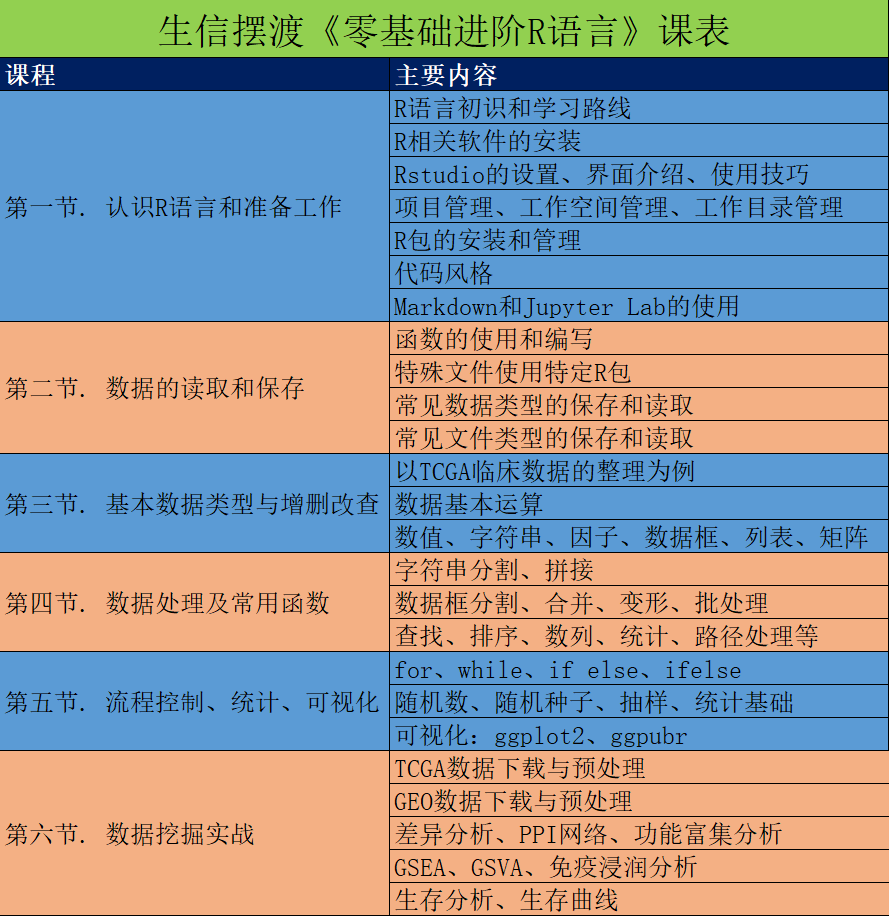 生信摆渡《零基础进阶R语言》课表
课程 主要内容
第一节. 认识R语言和准备工作
R语言初识和学习路线
R相关软件的安装
Rstudio的设置、界面介绍、使用技巧
项目管理、工作空间管理、工作目录管理
R包的安装和管理
代码风格
Markdown和Jupyter Lab的使用
第二节. 数据的读取和保存
函数的使用和编写
特殊文件使用特定R包
常见数据类型的保存和读取
常见文件类型的保存和读取
第三节. 基本数据类型与增删改查
以TCGA临床数据的整理为例
数据基本运算
数值、字符串、因子、数据框、列表、矩阵
第四节. 数据处理及常用函数
字符串分割、拼接
数据框分割、合并、变形、批处理
查找、排序、数列、统计、路径处理等
第五节. 流程控制、统计、可视化
for、while、if else、ifelse
随机数、随机种子、抽样、统计基础
可视化: ggplot2、ggpubr
第六节. 数据挖掘实战
TCGA数据下载与预处理
GEO数据下载与预处理
差异分析、PPI网络、功能富集分析
GSEA、GSVA、免疫浸润分析
生存分析、生存曲线